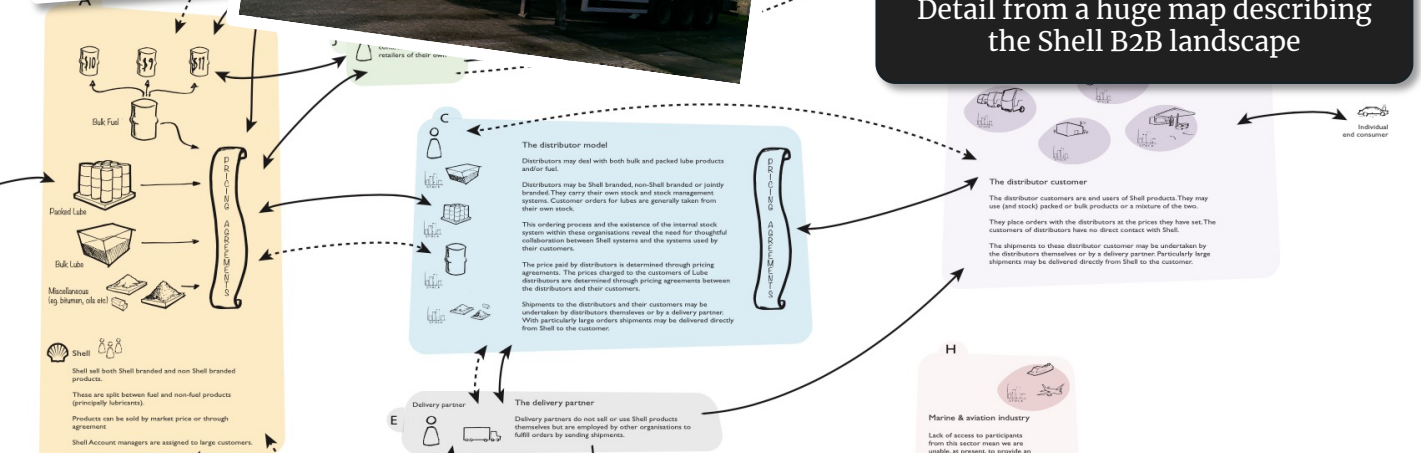 Detail from a huge map describing
the Shell B2B landscape
A
$10
$9
$11
Bulk Fuel
Packed Lube
Bulk Lube
Miscellaneous
(eg. bitumen, oils etc)
PRICING AGREEMENTS
Shell
Shell sell both Shell branded and non Shell branded
products.
These are split betwen fuel and non-fuel products
(principelly lubricants).
Products can be sold by market price or through
agreement
Shell Account managers are assigned to large customers.
retailers of their own
C
The distributor model
Distributors may deal with both bulk and packed lube products
and/or fuel.
Distributors may be Shell branded, non-Shell branded or jointly
branded. They carry their own stock and stock management
systems. Customer orders for lubes are generally taken from
their own stock.
This ordering process and the existence of the internal stock
system within these organisations reveal the need for thoughtful
collaboration between Shell systems and the systems used by
their customers.
The price paid by distributors is determined through pricing
agreements. The prices charged to the customers of Lube
distributors are determined through pricing agreements between
the distributors and their customers.
Shipments to the distributors and their customers may be
undertaken by distributors themsleves or by a delivery partner.
With particularly large orders shipments may be delivered directly
from Shell to the customer.
PRICING AGREEMENTS
E
Delivery partner
The delivery partner
Delivery partners do not sell or use Shell products
themselves but are employed by other organisations to
fulfill orders by sending shipments.
The distributor customer
The distributor customers are end users of Shell products. They may
use (and stock) packed or bulk products or a mixture of the two.
They place orders with the distributors at the prices they have set. The
customers of distributors have no direct contact with Shell.
The shipments to these distributor customer may be undertaken by
the distributors themselves or by a delivery partner. Particularly large
shipments may be delivered directly from Shell to the customer.
Individual
end consumer
H
Marine & aviation industry
Lack of access to participants
from this sector mean we are
unable, at present, to provide an